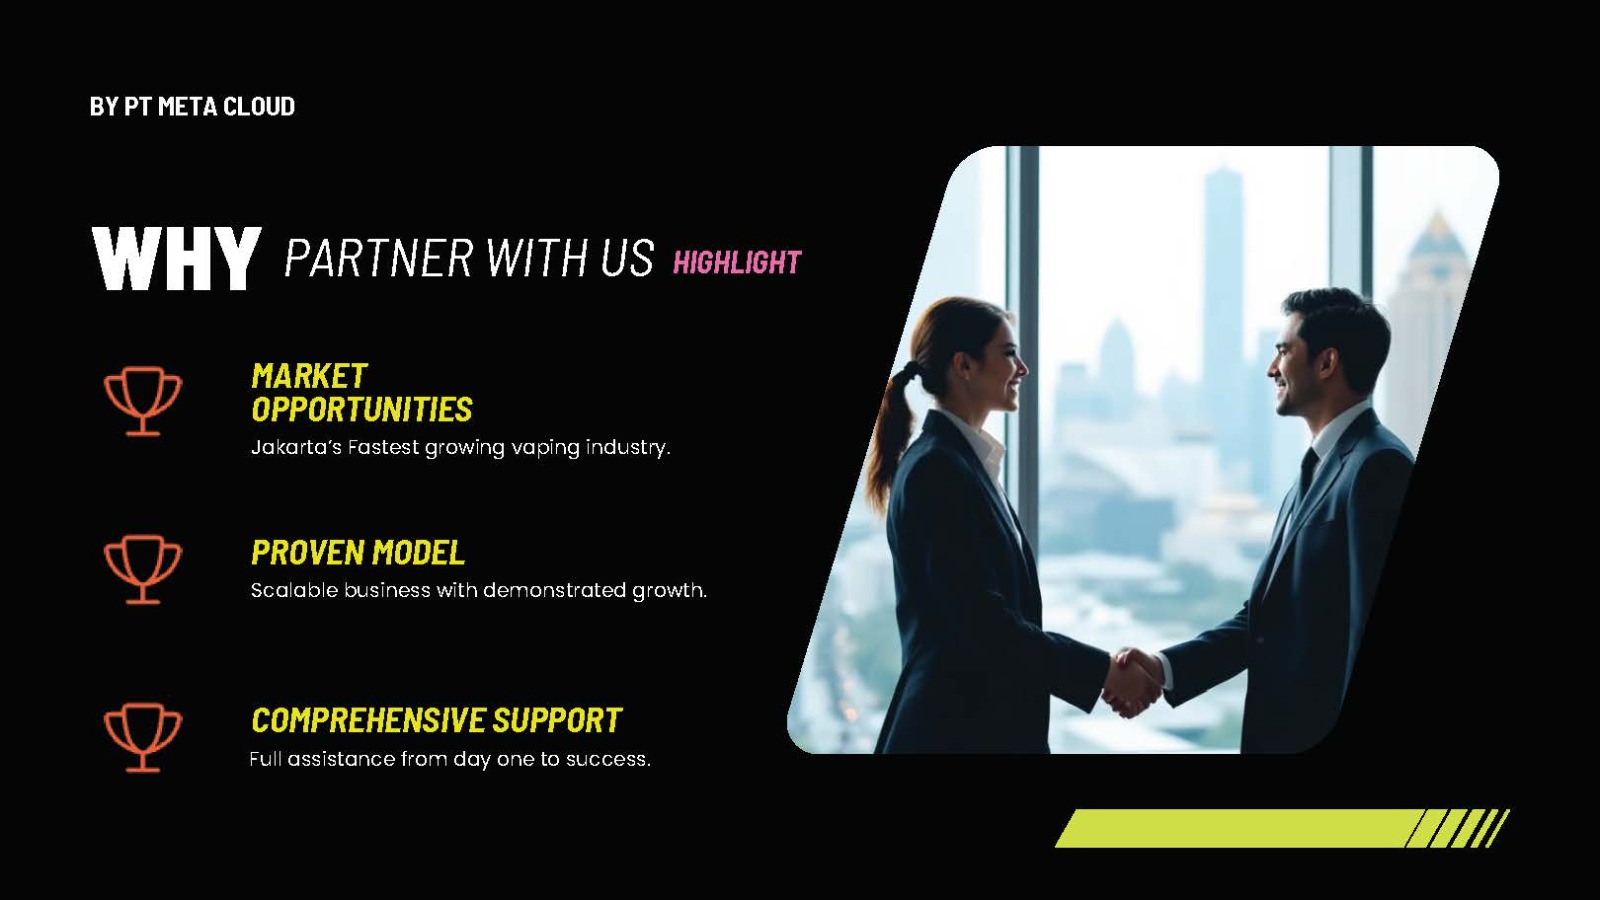 BY PT META CLOUD
WHY PARTNER WITH US HIGHLIGHT
MARKET
OPPORTUNITIES
Jakarta's Fastest growing vaping industry.
PROVEN MODEL
Scalable business with demonstrated growth.
COMPREHENSIVE SUPPORT
Full assistance from day one to success.